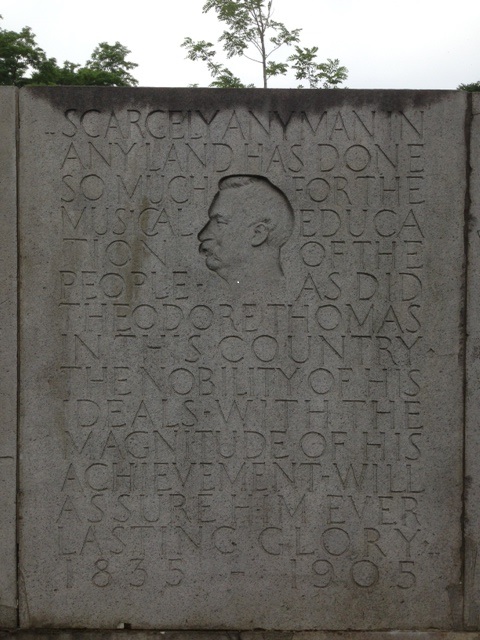 SCARCELY ANY MAN IN
ANY LAND HAS DONE
SO MUCH FOR THE
MUSICAL EDUCA
TION OF THE
PEOPLE· AS DID
THEODORE THOMAS
IN THIS COUNTRY
THE NOBILITY OF HIS
IDEALS·WITH THE
MAGNITUDE OF HIS
ACHIEVEMENT·WILL
ASSURE HIM EVER
LASTING GLORY·
1835 - 1905